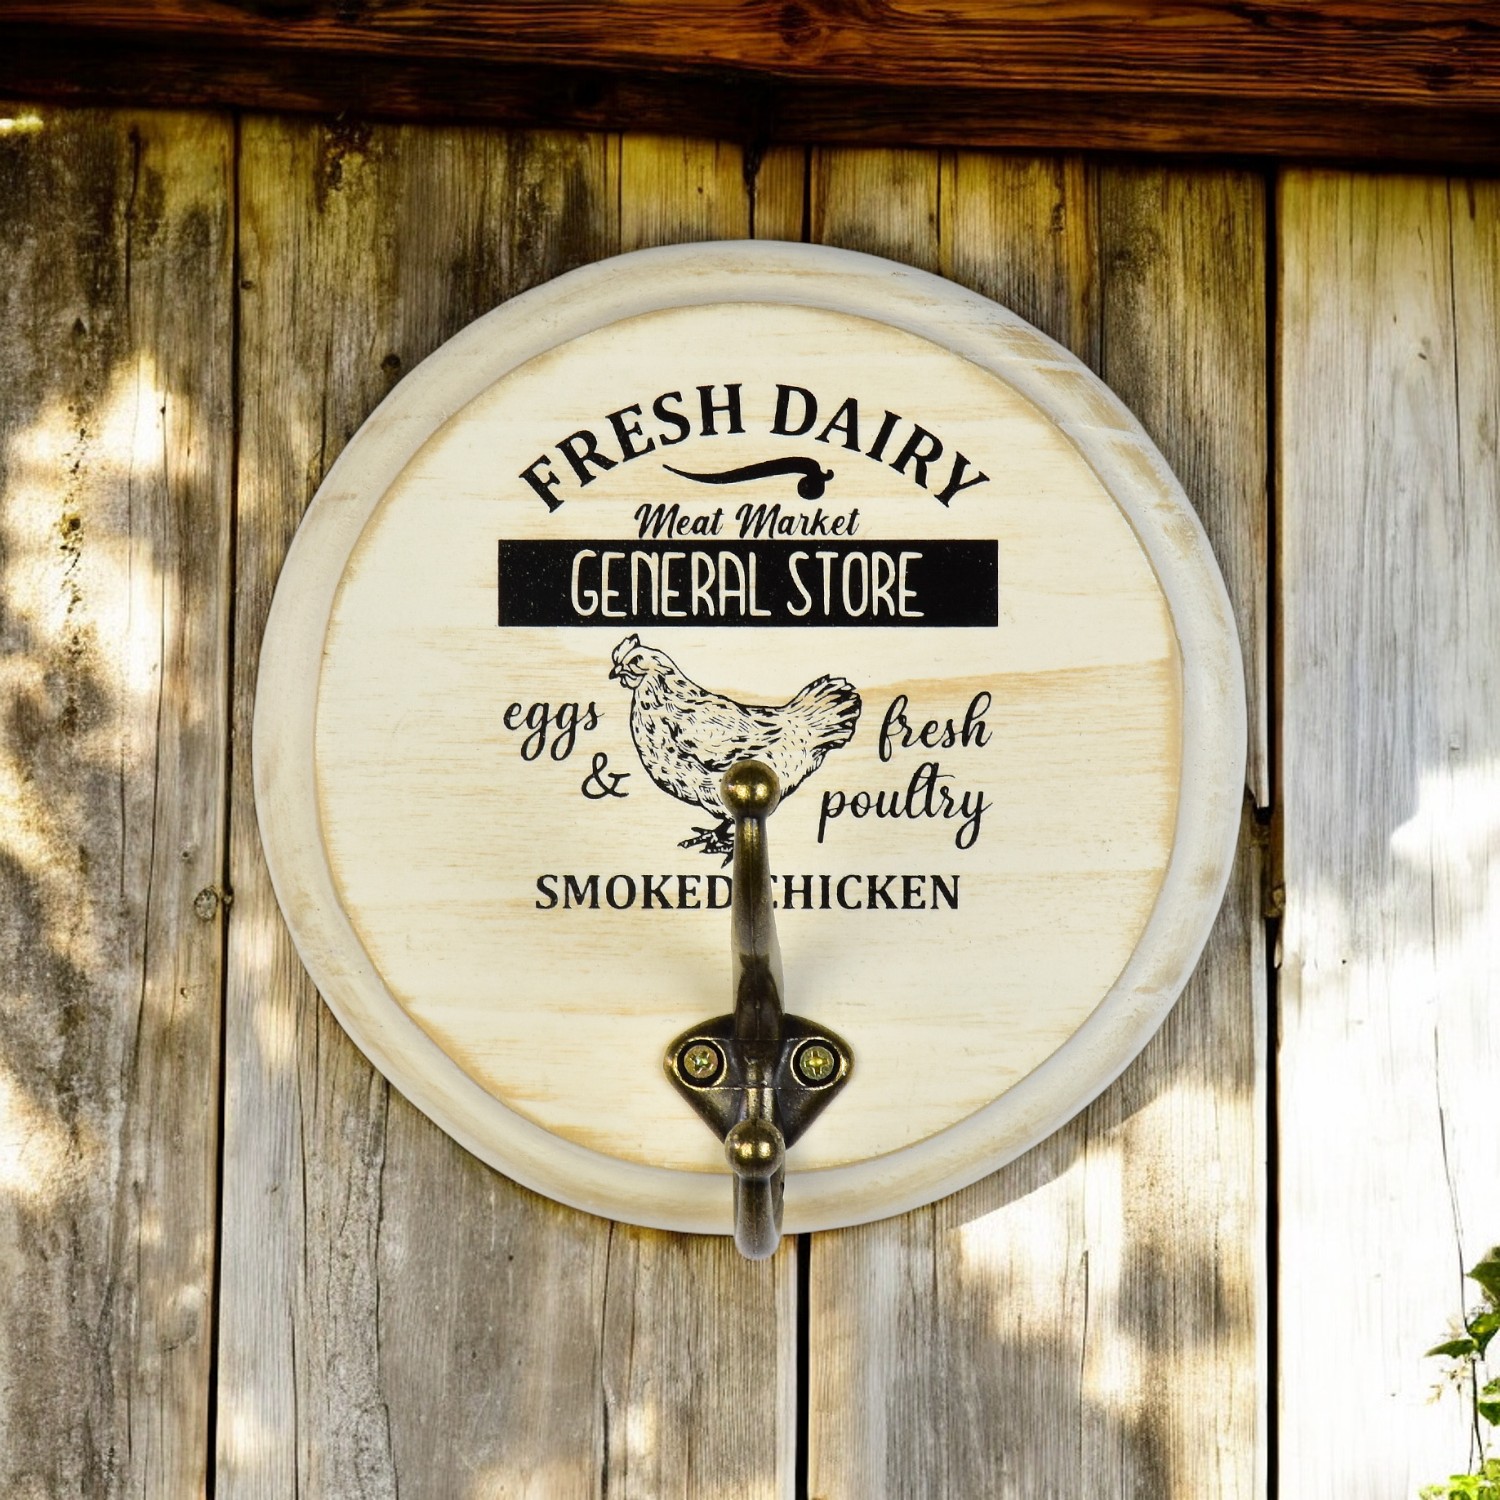 FRESH DAIRY
Meat Market
GENERAL STORE
eggs fresh
& poultry
SMOKED CHICKEN